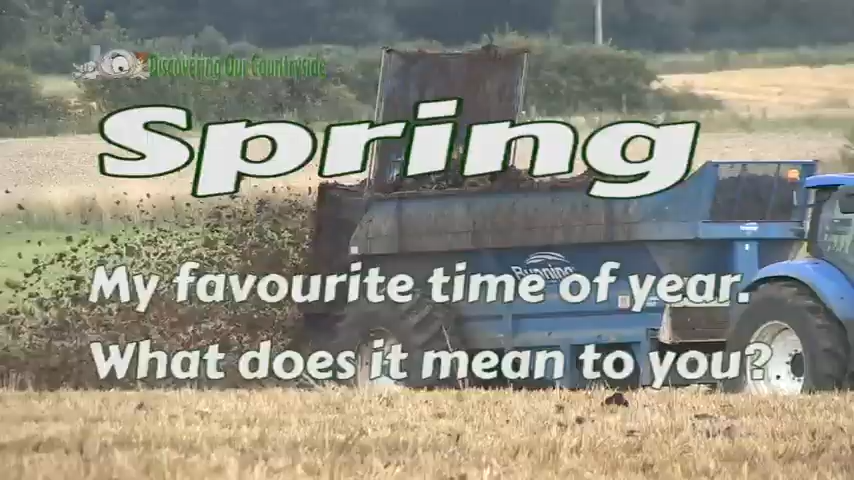 Discovering Our Countryside
Spring
My favourite time of year.
What does it mean to you?